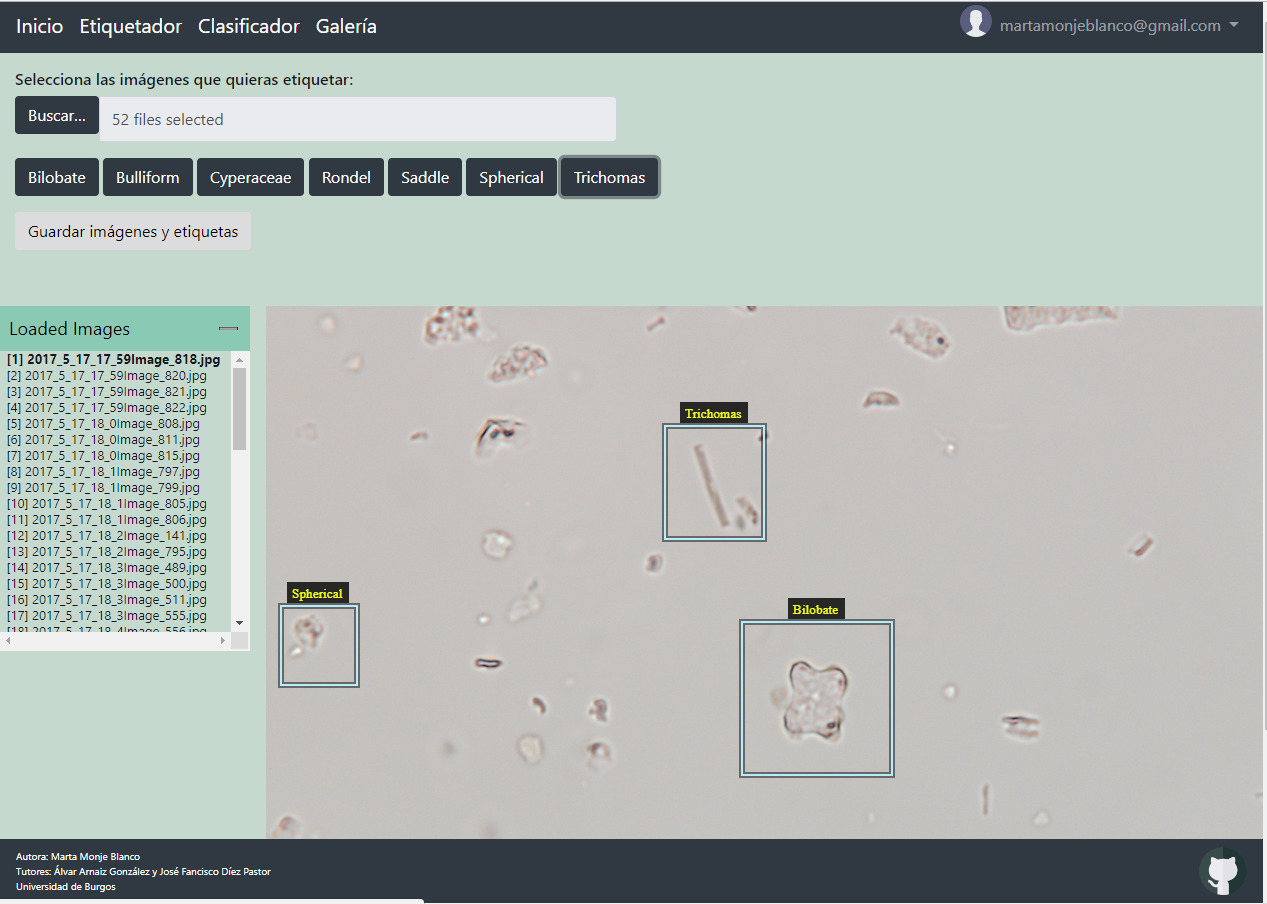 Inicio Etiquetador Clasificador Galería martamonjeblanco@gmail.com
Selecciona las imágenes que quieras etiquetar:
Buscar... 52 files selected
Bilobate Bulliform Cyperaceae Rondel Saddle Spherical Trichomas
Guardar imágenes y etiquetas
Loaded Images
[1] 2017_5_17_17_59Image_818.jpg
[2] 2017_5_17_17_59Image_820.jpg
[3] 2017_5_17_17_59Image_821.jpg
[4] 2017_5_17_17_59Image_822.jpg
[5] 2017_5_17_18_0Image_808.jpg
[6] 2017_5_17_18_0Image_811.jpg
[7] 2017_5_17_18_0Image_815.jpg
[8] 2017_5_17_18_1Image_797.jpg
[9] 2017_5_17_18_1Image_799.jpg
[10] 2017_5_17_18_1Image_805.jpg
[11] 2017_5_17_18_1Image_806.jpg
[12] 2017_5_17_18_2Image_141.jpg
[13] 2017_5_17_18_2Image_795.jpg
[14] 2017_5_17_18_3Image_489.jpg
[15] 2017_5_17_18_3Image_500.jpg
[16] 2017_5_17_18_3Image_511.jpg
[17] 2017_5_17_18_3Image_555.jpg
[18] 2017_5_17_18_4Image_556.jpg
Trichomas
Spherical
Bilobate
Autora: Marta Monje Blanco
Tutores: Álvar Arnaiz González y José Fancisco Díez Pastor
Universidad de Burgos